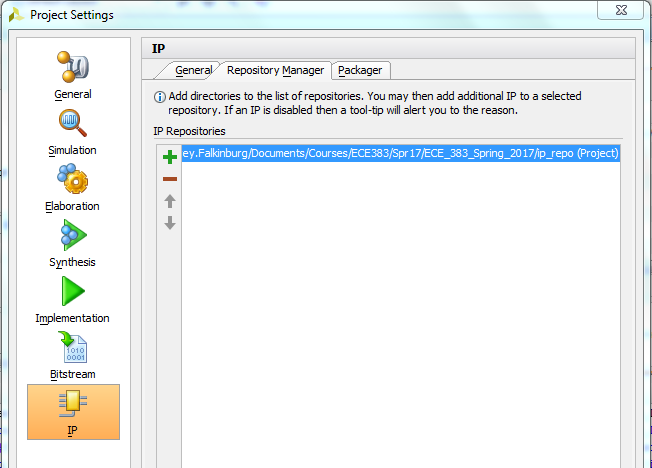 Project Settings
General
Simulation
Elaboration
Synthesis
Implementation
1010
0001
Bitstream
IP
IP
General
Repository Manager
Packager
Add directories to the list of repositories. You may then add additional IP to a selected
repository. If an IP is disabled then a tool-tip will alert you to the reason.
IP Repositories
ey.Falkinburg/Documents/Courses/ECE383/Spr17/ECE_383_Spring_2017/ip_repo (Project)